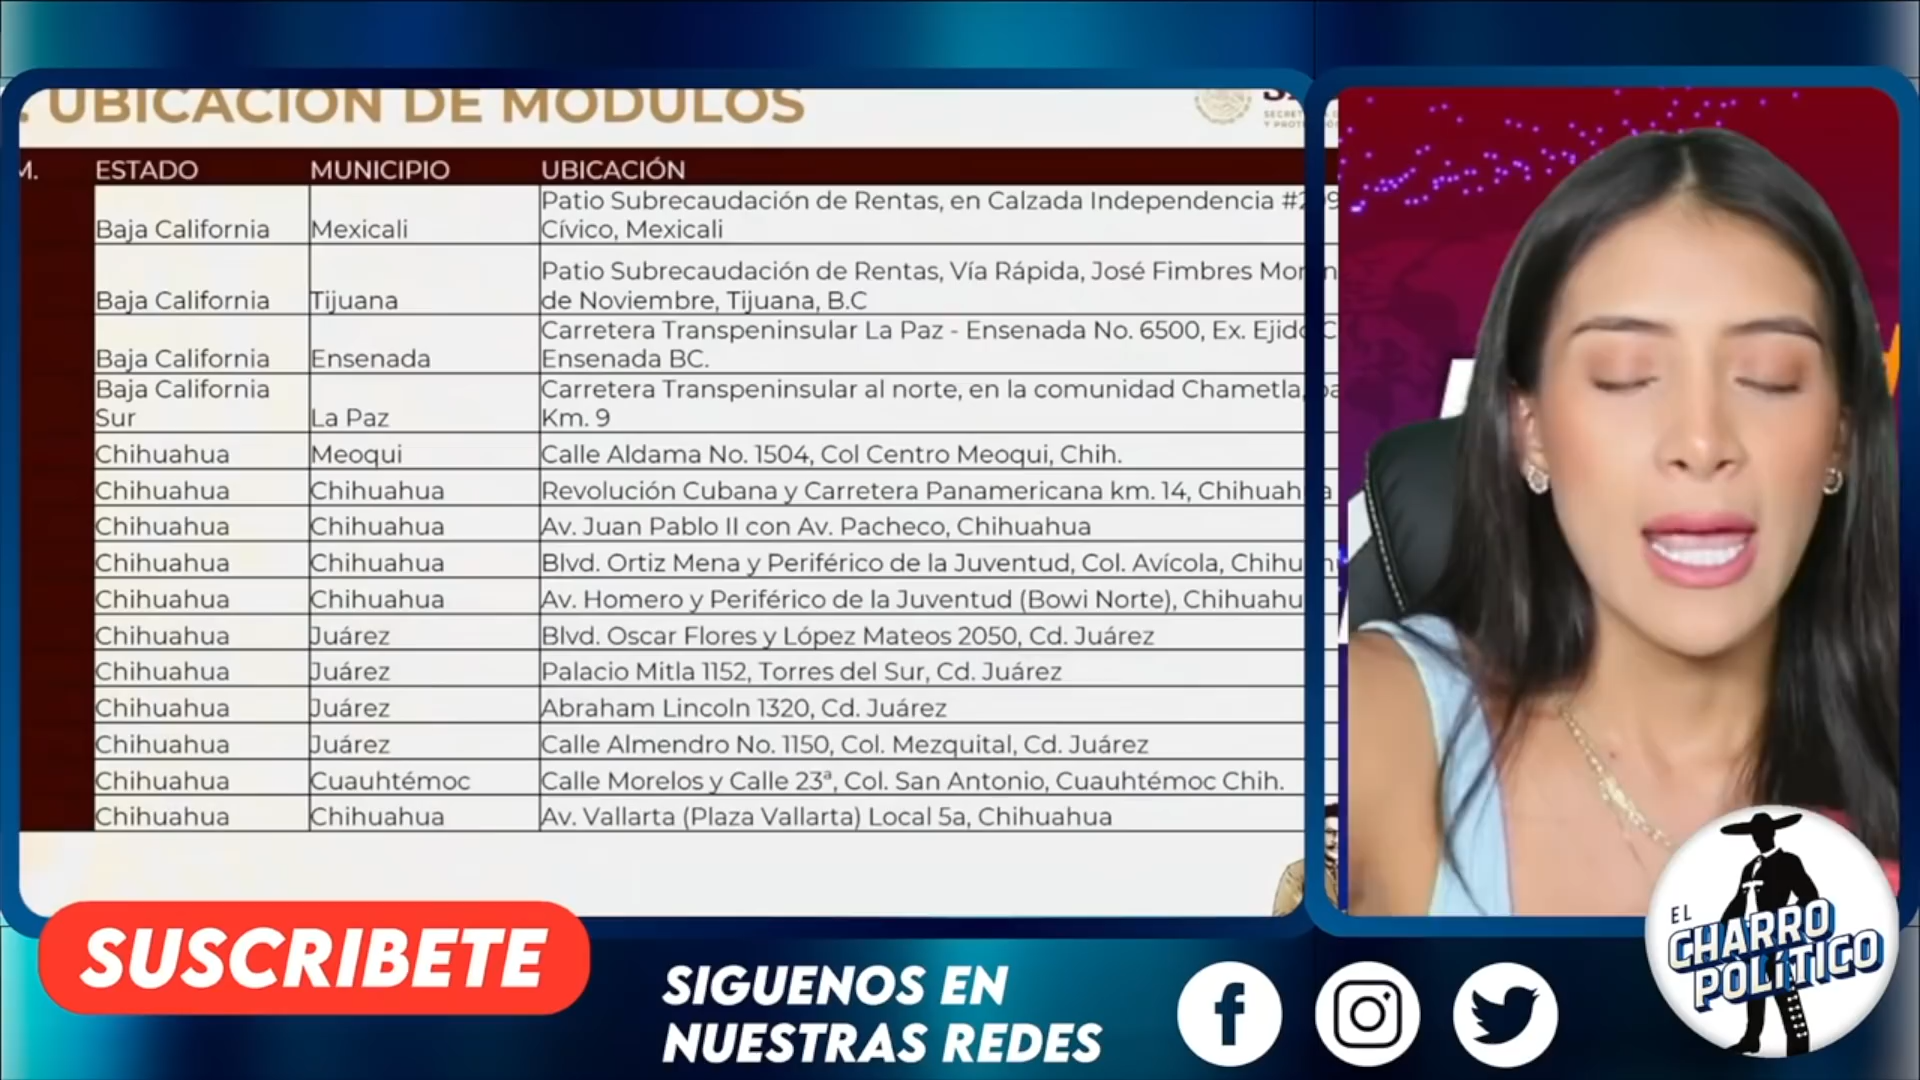 . UBICACIÓN DE MÓDULOS
M. ESTADO MUNICIPIO UBICACIÓN
Patio Subrecaudación de Rentas, en Calzada Independencia
Baja California Mexicali Cívico, Mexicali
Patio Subrecaudación de Rentas, Vía Rápida, José Fimbres
Baja California Tijuana de Noviembre, Tijuana, B.C
Carretera Transpeninsular La Paz - Ensenada No. 6500, Ex. Ejido
Baja California Ensenada Ensenada BC.
Baja California Carretera Transpeninsular al norte, en la comunidad Chametla,
Sur La Paz Km. 9
Chihuahua Meoqui Calle Aldama No. 1504, Col Centro Meoqui, Chih.
Chihuahua Chihuahua Revolución Cubana y Carretera Panamericana km. 14, Chihuahua
Chihuahua Chihuahua Av. Juan Pablo II con Av. Pacheco, Chihuahua
Chihuahua Chihuahua Blvd. Ortiz Mena y Periférico de la Juventud, Col. Avícola, Chihu
Chihuahua Chihuahua Av. Homero y Periférico de la Juventud (Bowi Norte), Chihuahu
Chihuahua Juárez Blvd. Oscar Flores y López Mateos 2050, Cd. Juárez
Chihuahua Juárez Palacio Mitla 1152, Torres del Sur, Cd. Juárez
Chihuahua Juárez Abraham Lincoln 1320, Cd. Juárez
Chihuahua Juárez Calle Almendro No. 1150, Col. Mezquital, Cd. Juárez
Chihuahua Cuauhtémoc Calle Morelos y Calle 23ª, Col. San Antonio, Cuauhtémoc Chih.
Chihuahua Chihuahua Av. Vallarta (Plaza Vallarta) Local 5a, Chihuahua
SUSCRIBETE
SIGUENOS EN
NUESTRAS REDES
EL
CHARRO
POLÍTICO